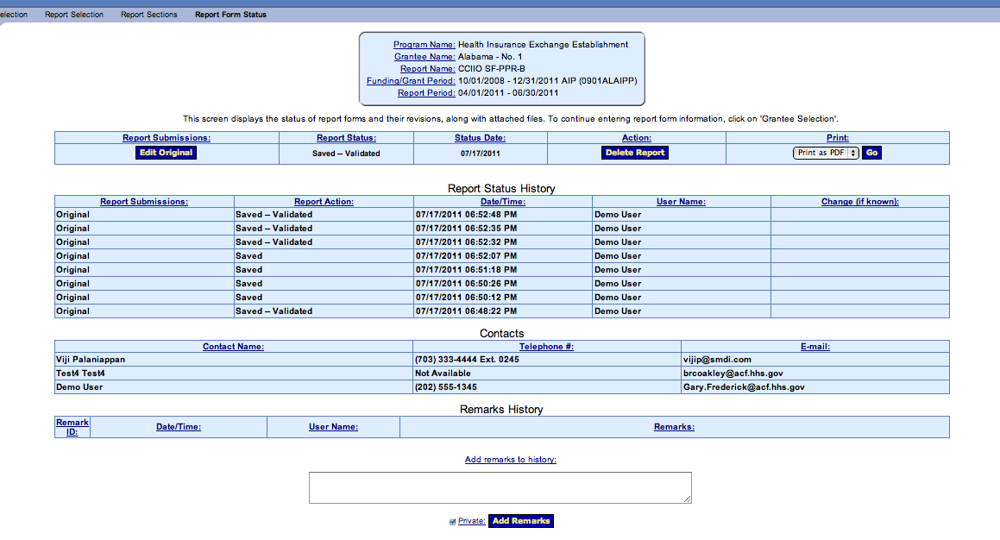 election Report Selection Report Sections Report Form Status
Program Name: Health Insurance Exchange Establishment
Grantee Name: Alabama - No. 1
Report Name: CCIIO SF-PPR-B
Funding/Grant Period: 10/01/2008 - 12/31/2011 AIP (0901ALAIPP)
Report Period: 04/01/2011 - 06/30/2011
This screen displays the status of report forms and their revisions, along with attached files. To continue entering report form information, click on 'Grantee Selection'.
Report Submissions: Report Status: Status Date: Action: Print:
Edit Original Saved -- Validated 07/17/2011 Delete Report Print as PDF Go
Report Status History
Report Submissions: Report Action: Date/Time: User Name: Change (if known):
Original Saved -- Validated 07/17/2011 06:52:48 PM Demo User
Original Saved -- Validated 07/17/2011 06:52:35 PM Demo User
Original Saved -- Validated 07/17/2011 06:52:32 PM Demo User
Original Saved 07/17/2011 06:52:07 PM Demo User
Original Saved 07/17/2011 06:51:18 PM Demo User
Original Saved 07/17/2011 06:50:26 PM Demo User
Original Saved 07/17/2011 06:50:12 PM Demo User
Original Saved -- Validated 07/17/2011 06:48:22 PM Demo User
Contacts
Contact Name: Telephone #: E-mail:
Viji Palaniappan (703) 333-4444 Ext. 0245 vijip@smdi.com
Test4 Test4 Not Available brcoakley@acf.hhs.gov
Demo User (202) 555-1345 Gary.Frederick@acf.hhs.gov
Remarks History
Remark ID: Date/Time: User Name: Remarks:
Add remarks to history:
Private: Add Remarks